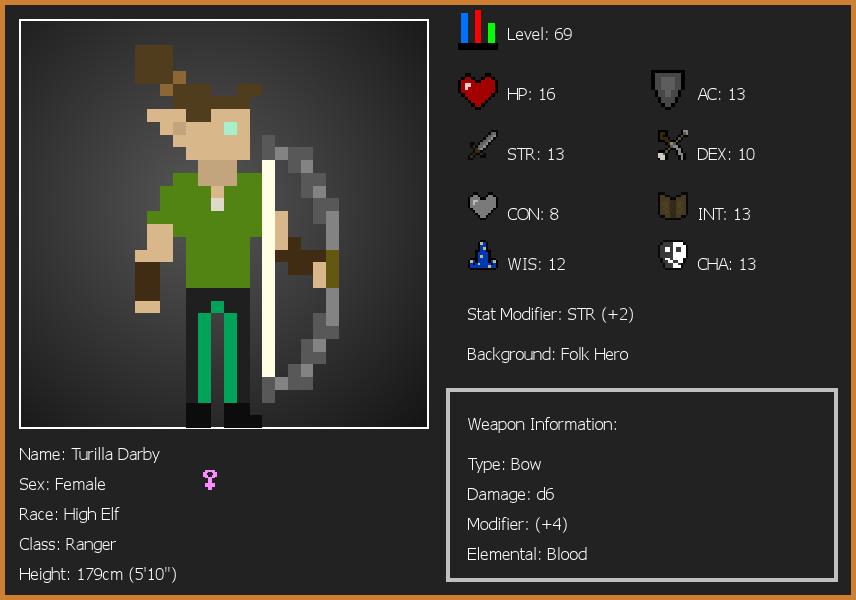 Level: 69
HP: 16
AC: 13
STR: 13
DEX: 10
CON: 8
INT: 13
WIS: 12
CHA: 13
Stat Modifier: STR (+2)
Background: Folk Hero
Weapon Information:
Type: Bow
Damage: d6
Modifier: (+4)
Elemental: Blood
Name: Turilla Darby
Sex: Female
Race: High Elf
Class: Ranger
Height: 179cm (5'10")